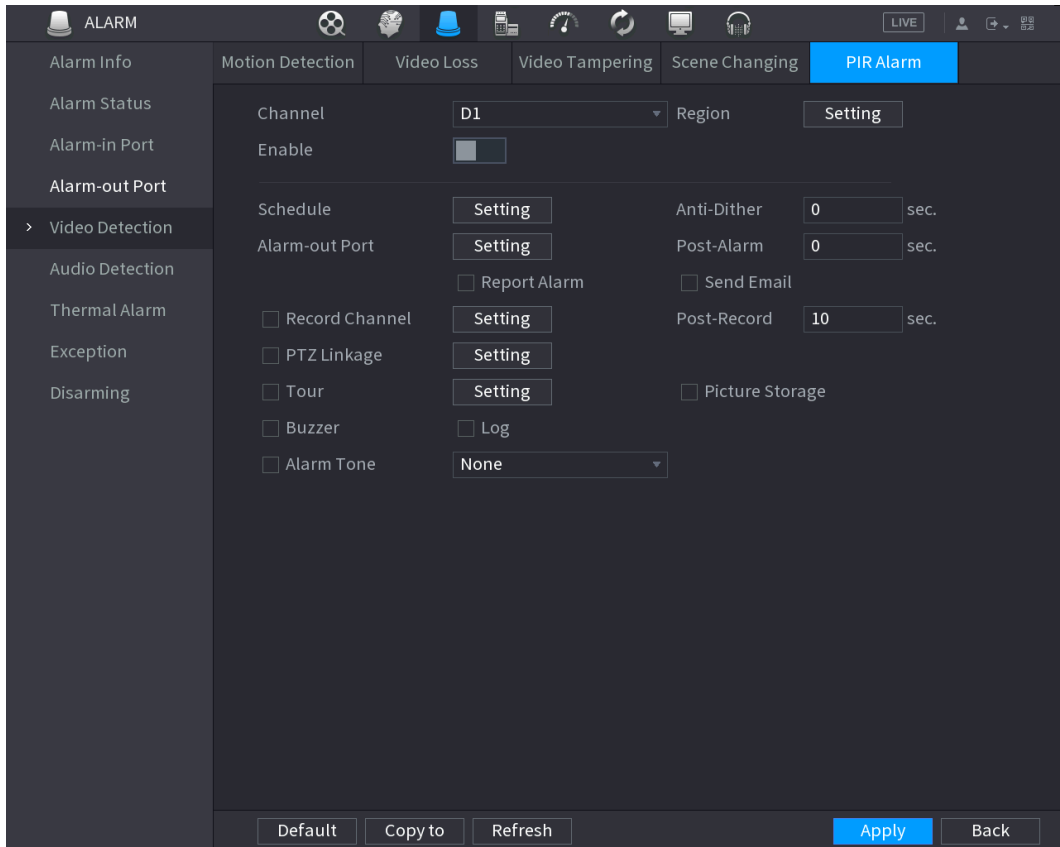 ALARM LIVE
Alarm Info
Alarm Status
Alarm-in Port
Alarm-out Port
Video Detection
Audio Detection
Thermal Alarm
Exception
Disarming
Motion Detection Video Loss Video Tampering Scene Changing PIR Alarm
Channel D1 Region Setting
Enable
Schedule Setting Anti-Dither 0 sec.
Alarm-out Port Setting Post-Alarm 0 sec.
Report Alarm Send Email
Record Channel Setting Post-Record 10 sec.
PTZ Linkage Setting
Tour Setting Picture Storage
Buzzer Log
Alarm Tone None
Default Copy to Refresh Apply Back